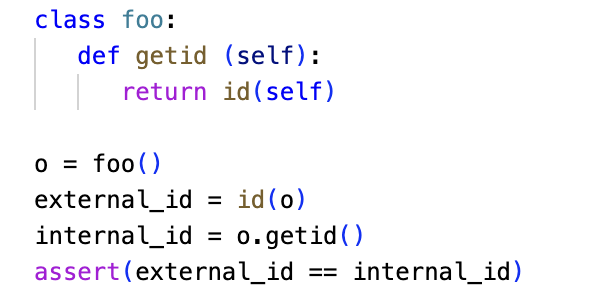 class foo:
   def getid (self):
      return id(self)

o = foo()
external_id = id(o)
internal_id = o.getid()
assert(external_id == internal_id)